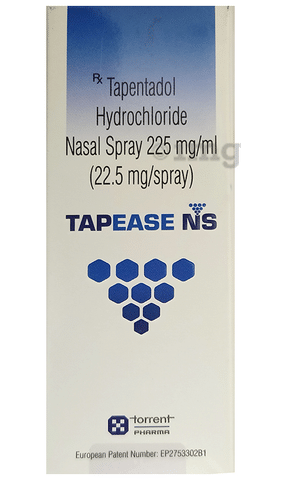 Rx Tapentadol
Hydrochloride
Nasal Spray 225 mg/ml
(22.5 mg/spray)
TAPEASE NS
torrent
PHARMA
European Patent Number: EP2753302B1